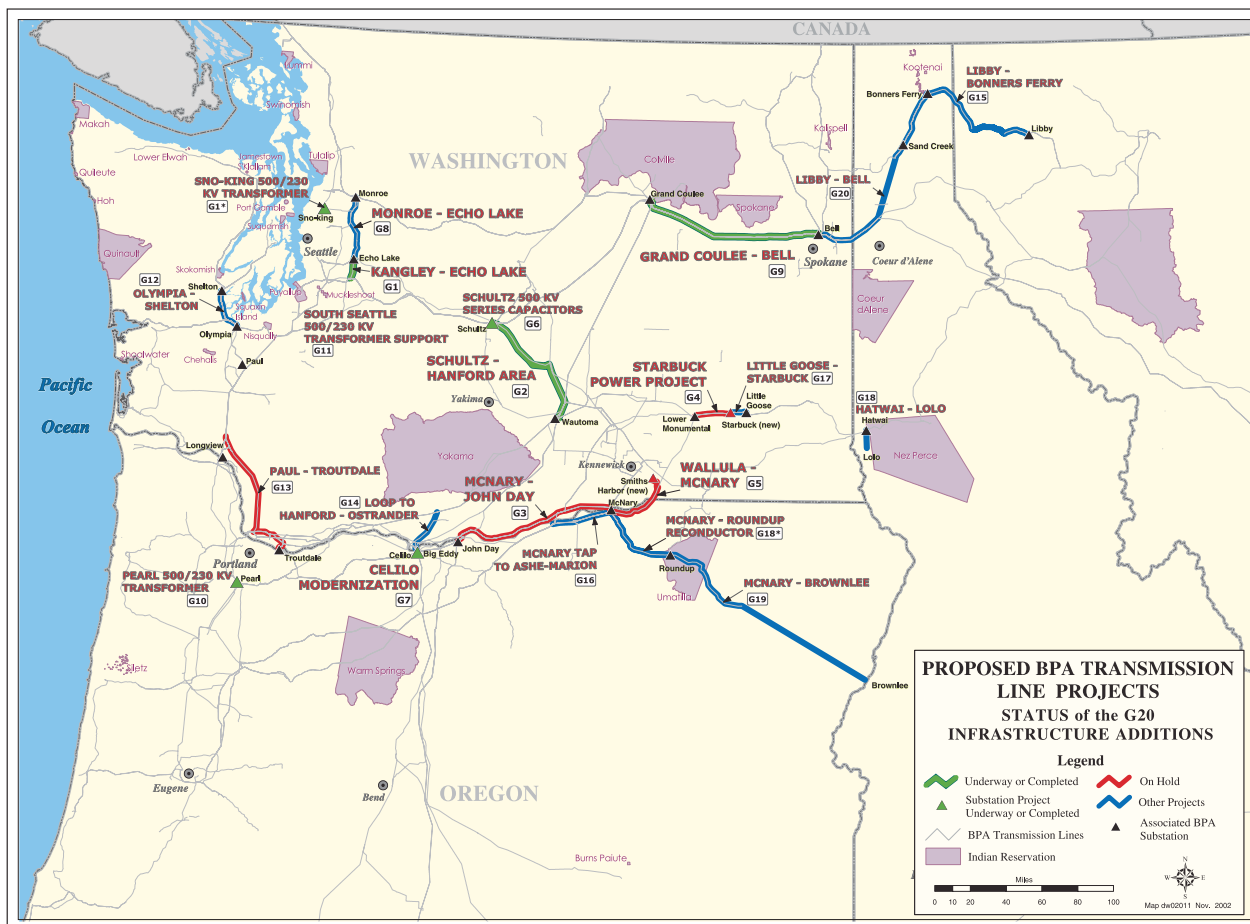 CANADA
Lummi
Swinomish
Makah
Lower Elwah
Jamestown
S'Klallam
Tulalip
Quileute
Hoh
WASHINGTON
Colville
Kalispell
Kootenai
Bonners Ferry
LIBBY -
BONNERS FERRY
G15
Libby
Sand Creek
LIBBY - BELL
G20
SNO-KING 500/230
KV TRANSFORMER
G1*
Port Gamble
Sno-king
Suquamish
Seattle
Monroe
MONROE - ECHO LAKE
G8
Echo Lake
KANGLEY - ECHO LAKE
G1
Grand Coulee
Spokane
Bell
GRAND COULEE - BELL
G9
Spokane
Coeur d'Alene
Quinault
G12
Skokomish
Shelton
OLYMPIA -
SHELTON
Squaxin
Island
Puyallup
Muckleshoot
Olympia
Nisqually
SOUTH SEATTLE
500/230 KV
TRANSFORMER SUPPORT
G11
SCHULTZ 500 KV
SERIES CAPACITORS
G6
Schultz
Coeur
dAlene
Shoalwater
Chehalis
Paul
SCHULTZ -
HANFORD AREA
G2
STARBUCK
POWER PROJECT
G4
LITTLE GOOSE -
STARBUCK G17
Little
Goose
Lower
Monumental
Starbuck (new)
Pacific
Ocean
Yakima
Wautoma
G18
HATWAI - LOLO
Hatwai
Lolo
Nez Perce
Longview
Yakama
Kennewick
PAUL - TROUTDALE
G13
G14 LOOP TO
HANFORD - OSTRANDER
MCNARY -
JOHN DAY
G3
Smiths
Harbor (new)
McNary
WALLULA -
MCNARY G5
Portland
Troutdale
Celilo
Big Eddy
John Day
MCNARY TAP
TO ASHE-MARION
G16
MCNARY - ROUNDUP
RECONDUCTOR G18*
Roundup
PEARL 500/230 KV
TRANSFORMER
G10
Pearl
CELILO
MODERNIZATION
G7
Umatilla
MCNARY - BROWNLEE
G19
Siletz
Warm Springs
Brownlee
Eugene
Bend
OREGON
Burns Paiute
PROPOSED BPA TRANSMISSION
LINE PROJECTS
STATUS of the G20
INFRASTRUCTURE ADDITIONS
Legend
Underway or Completed
On Hold
Substation Project
Underway or Completed
Other Projects
BPA Transmission Lines
Associated BPA
Substation
Indian Reservation
Miles
0 10 20 40 60 80 100
N
W E
S
Map dw02011 Nov. 2002